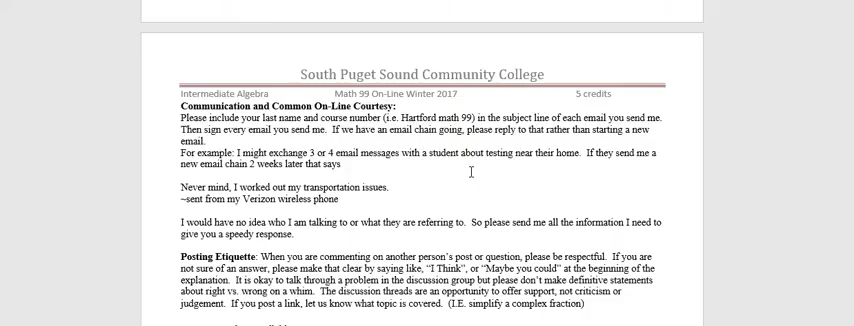 South Puget Sound Community College
Intermediate Algebra Math 99 On-Line Winter 2017 5 credits
Communication and Common On-Line Courtesy:
Please include your last name and course number (i.e. Hartford math 99) in the subject line of each email you send me.
Then sign every email you send me. If we have an email chain going, please reply to that rather than starting a new
email.
For example: I might exchange 3 or 4 email messages with a student about testing near their home. If they send me a
new email chain 2 weeks later that says
Never mind, I worked out my transportation issues.
~sent from my Verizon wireless phone
I would have no idea who I am talking to or what they are referring to. So please send me all the information I need to
give you a speedy response.
Posting Etiquette: When you are commenting on another person's post or question, please be respectful. If you are
not sure of an answer, please make that clear by saying like, “I Think”, or “Maybe you could” at the beginning of the
explanation. It is okay to talk through a problem in the discussion group but please don't make definitive statements
about right vs. wrong on a whim. The discussion threads are an opportunity to offer support, not criticism or
judgement. If you post a link, let us know what topic is covered. (I.E. simplify a complex fraction)